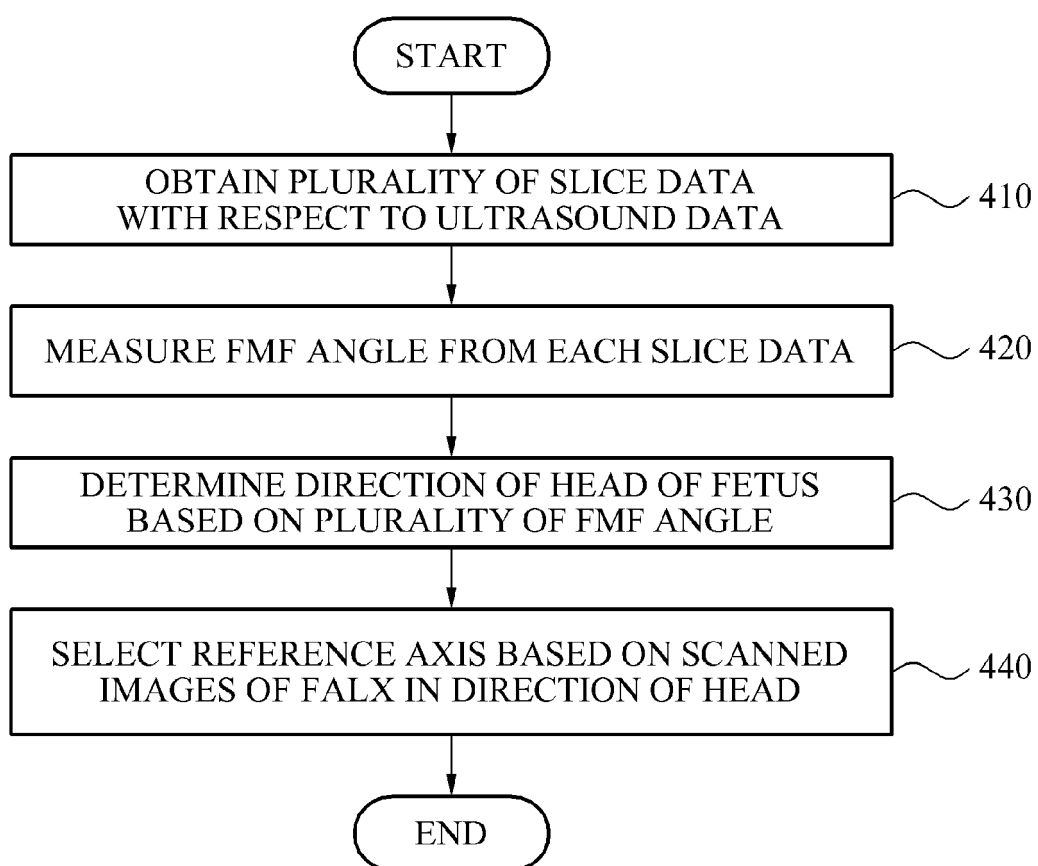 START
OBTAIN PLURALITY OF SLICE DATA
WITH RESPECT TO ULTRASOUND DATA
410
MEASURE FMF ANGLE FROM EACH SLICE DATA
420
DETERMINE DIRECTION OF HEAD OF FETUS
BASED ON PLURALITY OF FMF ANGLE
430
SELECT REFERENCE AXIS BASED ON SCANNED
IMAGES OF FALX IN DIRECTION OF HEAD
440
END